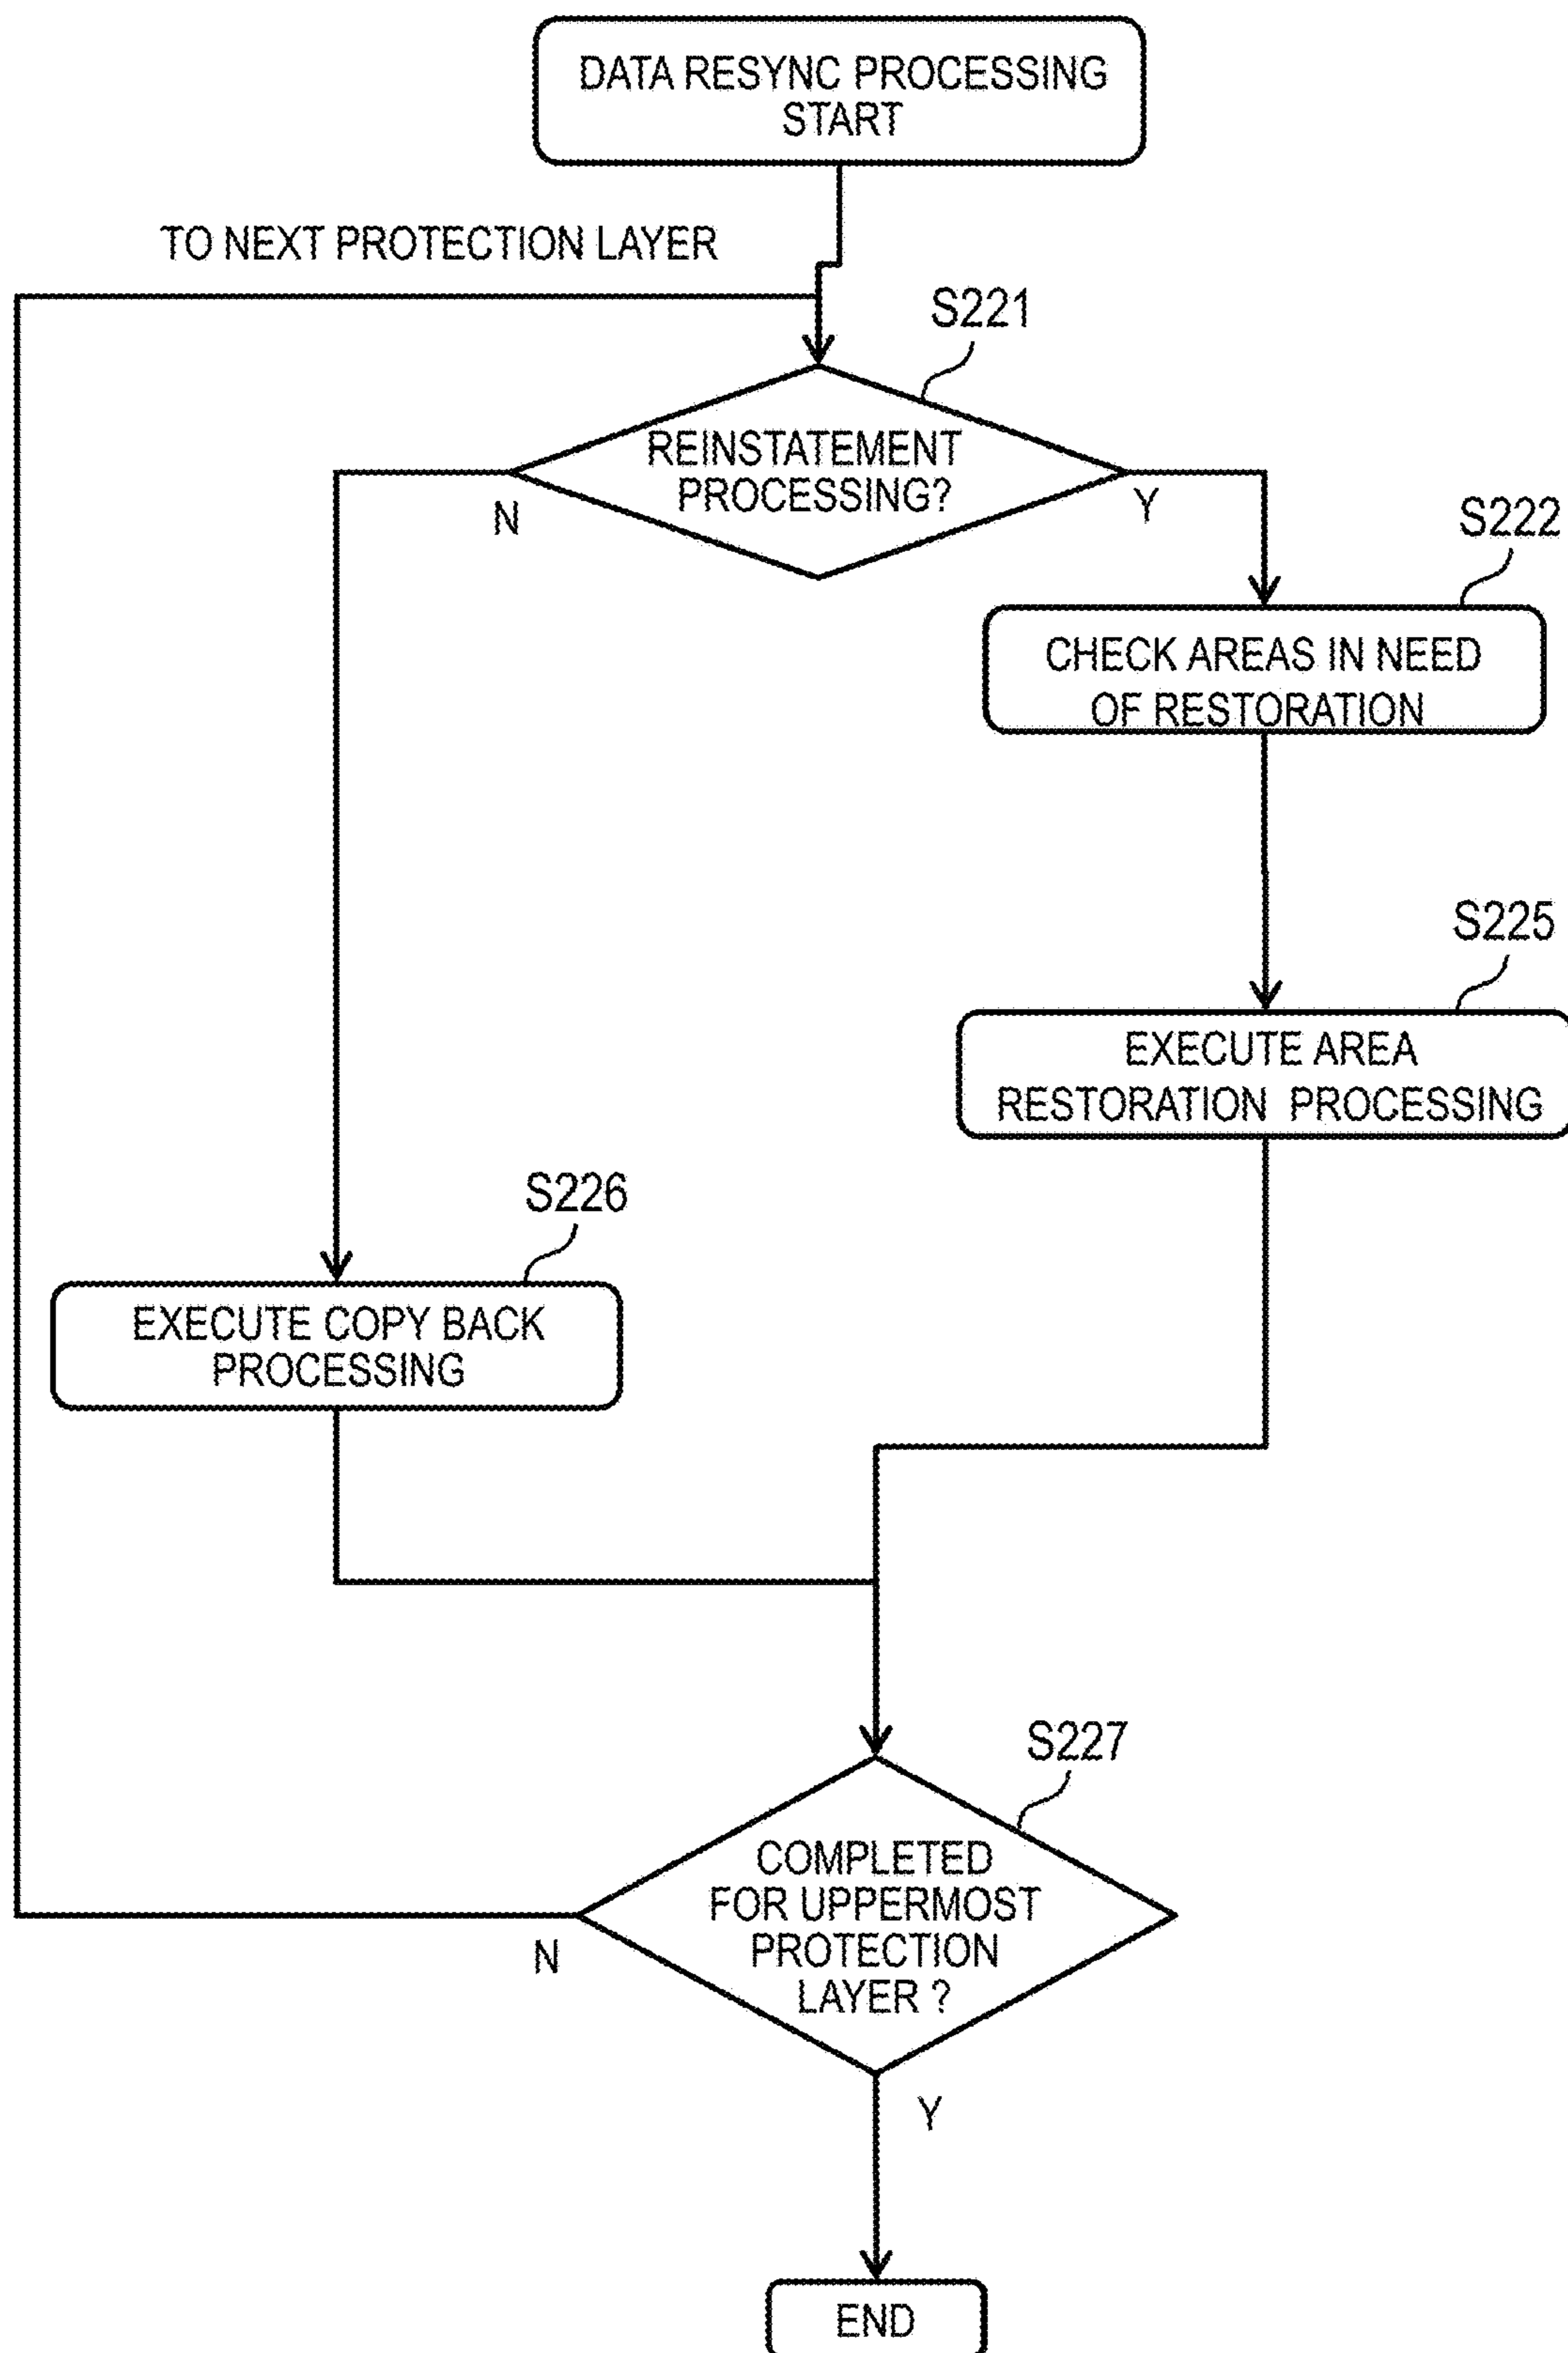 DATA RESYNC PROCESSING
START
TO NEXT PROTECTION LAYER
S221
REINSTATEMENT
PROCESSING?
N
Y
S222
CHECK AREAS IN NEED
OF RESTORATION
S225
EXECUTE AREA
RESTORATION PROCESSING
S226
EXECUTE COPY BACK
PROCESSING
S227
COMPLETED
FOR UPPERMOST
PROTECTION
LAYER ?
N
Y
END